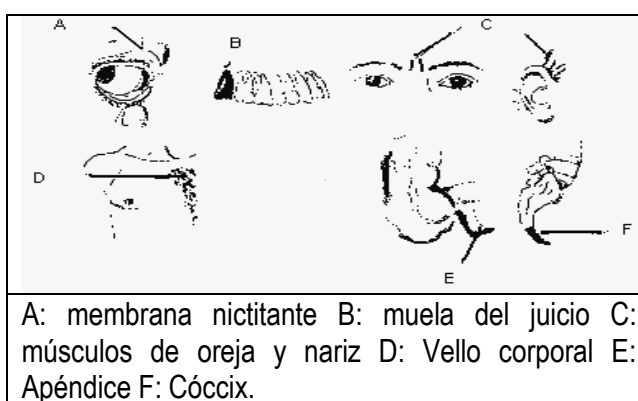 A
B
C
D
E
F
A: membrana nictitante B: muela del juicio C:
músculos de oreja y nariz D: Vello corporal E:
Apéndice F: Cóccix.